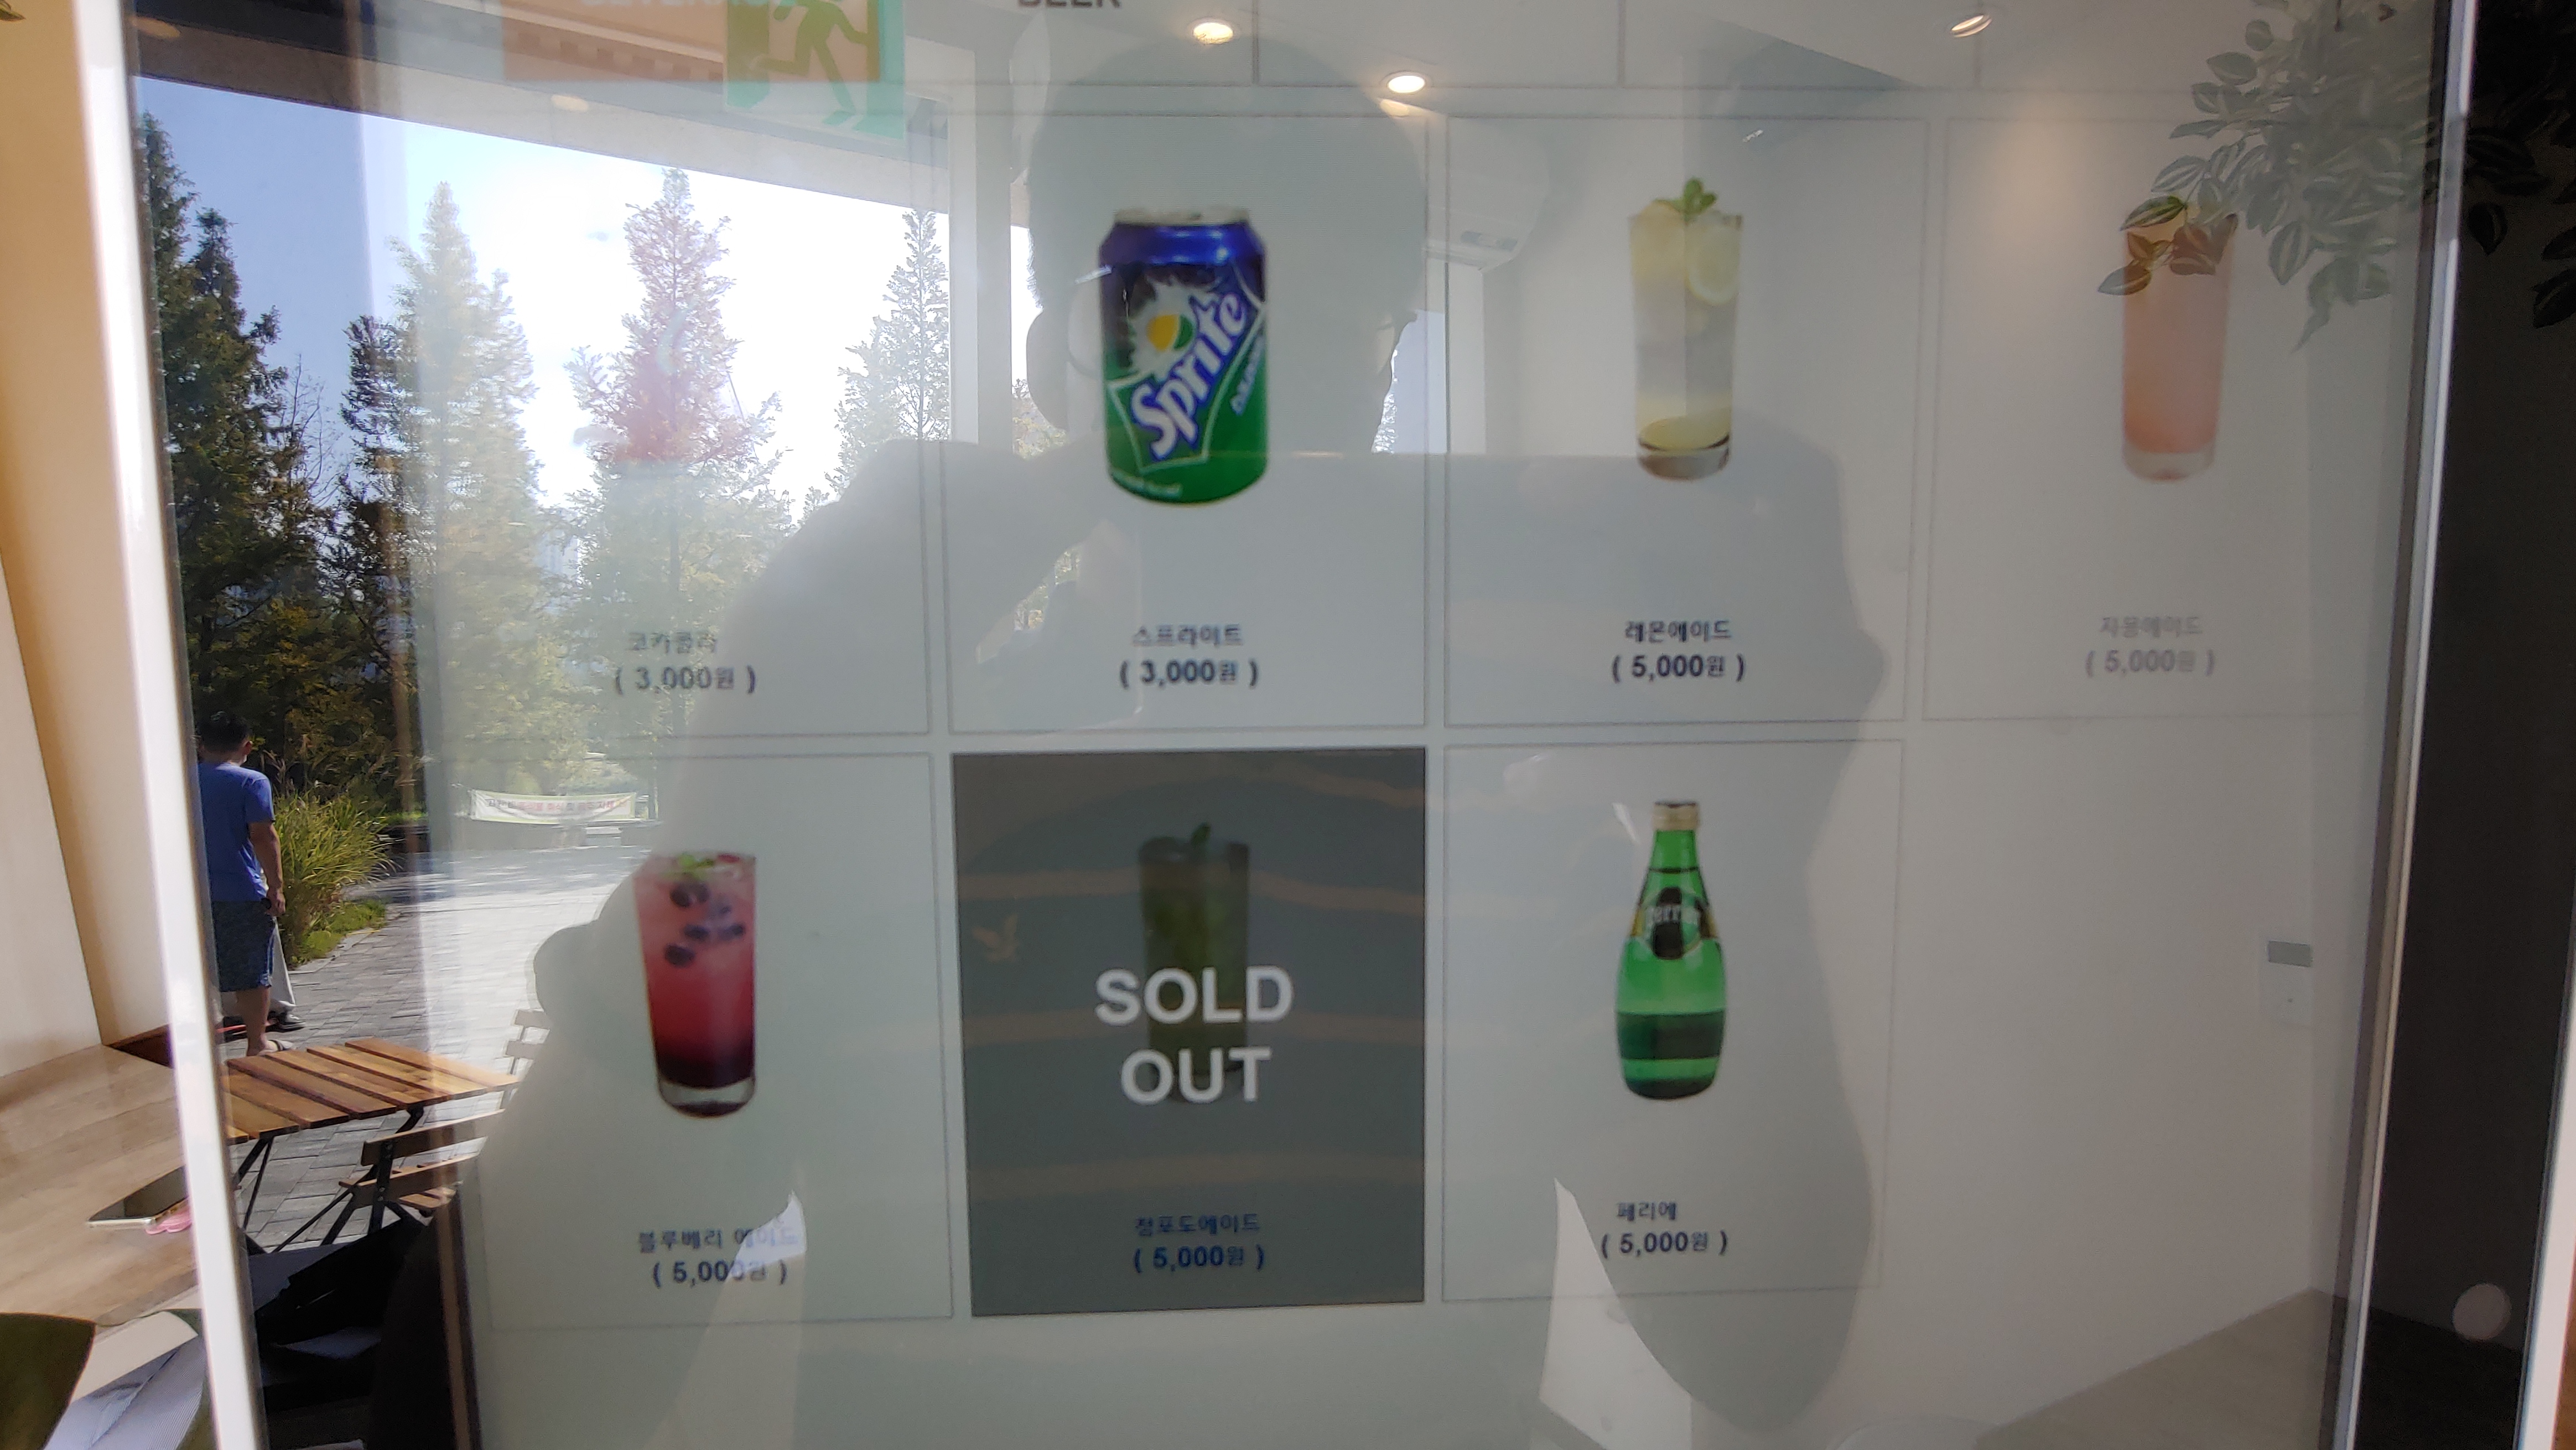 BEER
Sprite
코카콜라
( 3,000원 )
스프라이트
( 3,000원 )
레몬에이드
( 5,000원 )
자몽에이드
( 5,000원 )
Perrier
SOLD
OUT
블루베리 에이드
( 5,000원 )
청포도에이드
( 5,000원 )
페리에
( 5,000원 )